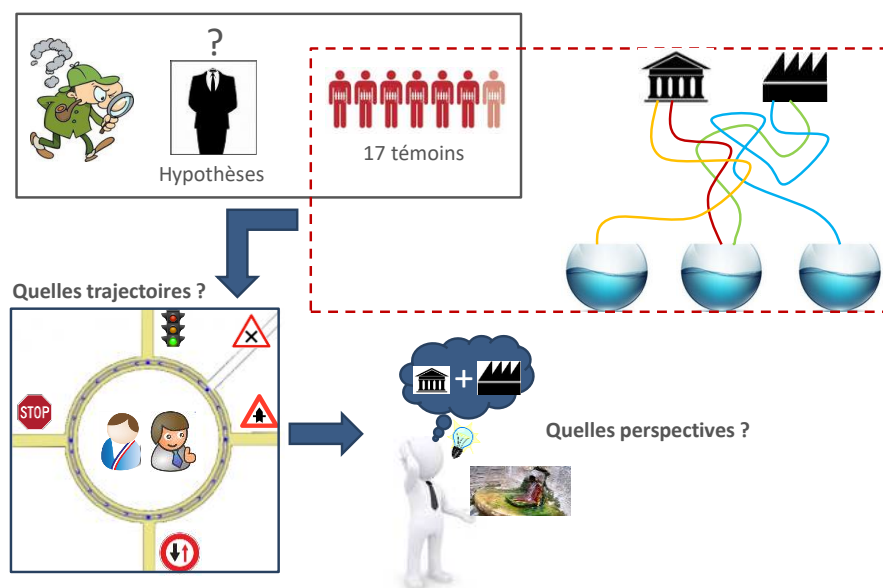 ?
Hypothèses
17 témoins
Quelles trajectoires ?
STOP
Quelles perspectives ?